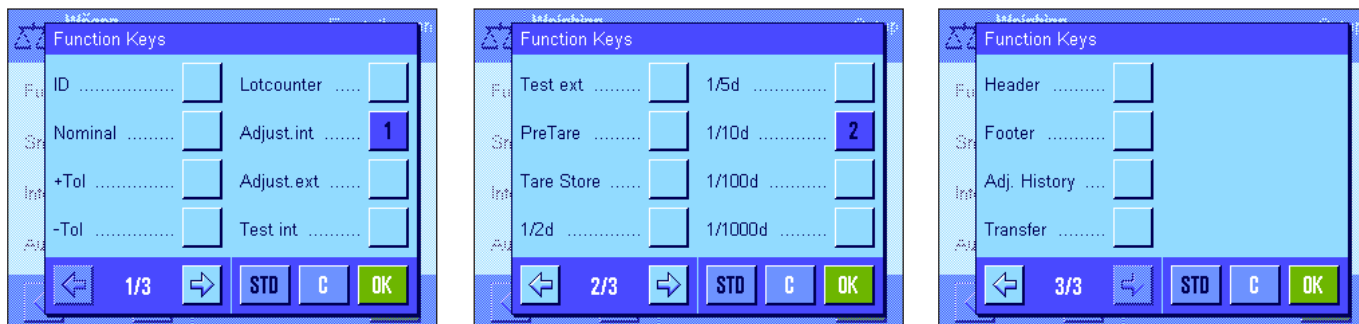 Function Keys
ID .............. Lotcounter .....
Nominal ......... Adjust.int ....... 1
+Tol .............. Adjust.ext ......
-Tol ............... Test int ..........
1/3 STD C OK
Function Keys
Test ext ......... 1/5d ..............
PreTare .......... 1/10d ............ 2
Tare Store ...... 1/100d ..........
1/2d .............. 1/1000d ........
2/3 STD C OK
Function Keys
Header ..........
Footer ...........
Adj. History ....
Transfer .........
3/3 STD C OK